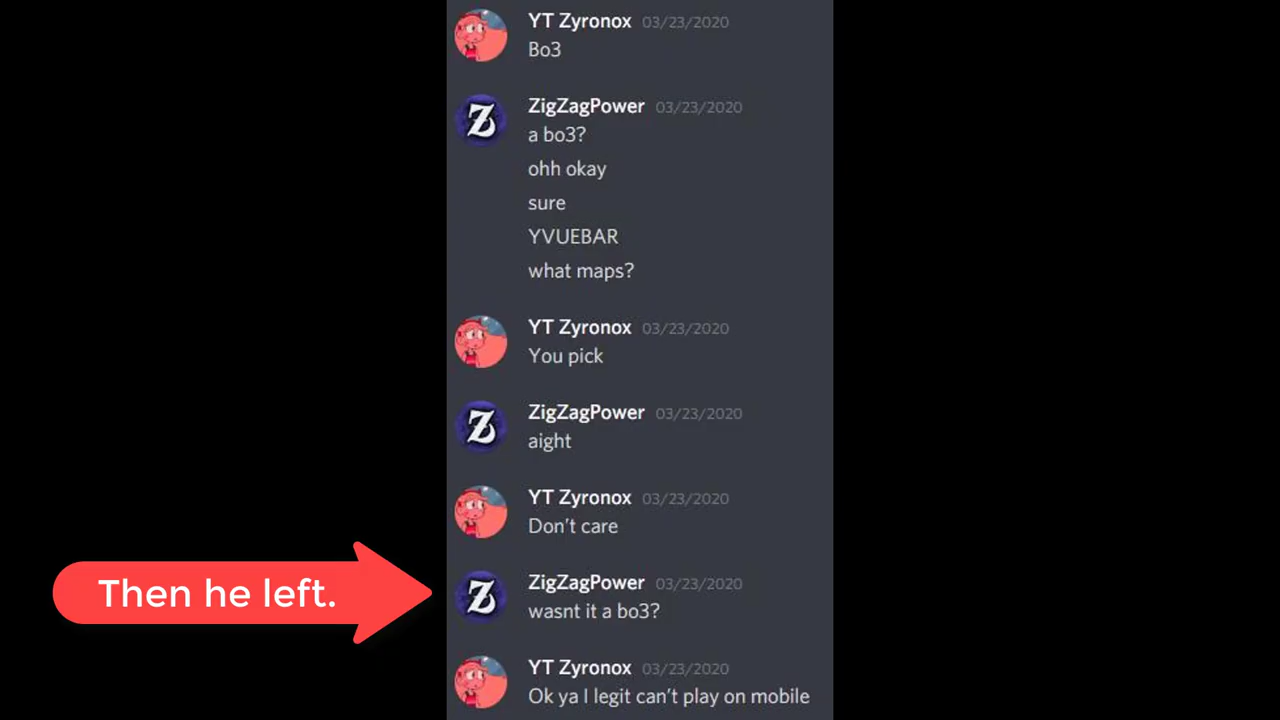 YT Zyronox 03/23/2020
Bo3
ZigZagPower 03/23/2020
a bo3?
ohh okay
sure
YVUEBAR
what maps?
YT Zyronox 03/23/2020
You pick
ZigZagPower 03/23/2020
aight
YT Zyronox 03/23/2020
Don't care
Then he left.
ZigZagPower 03/23/2020
wasnt it a bo3?
YT Zyronox 03/23/2020
Ok ya I legit can't play on mobile